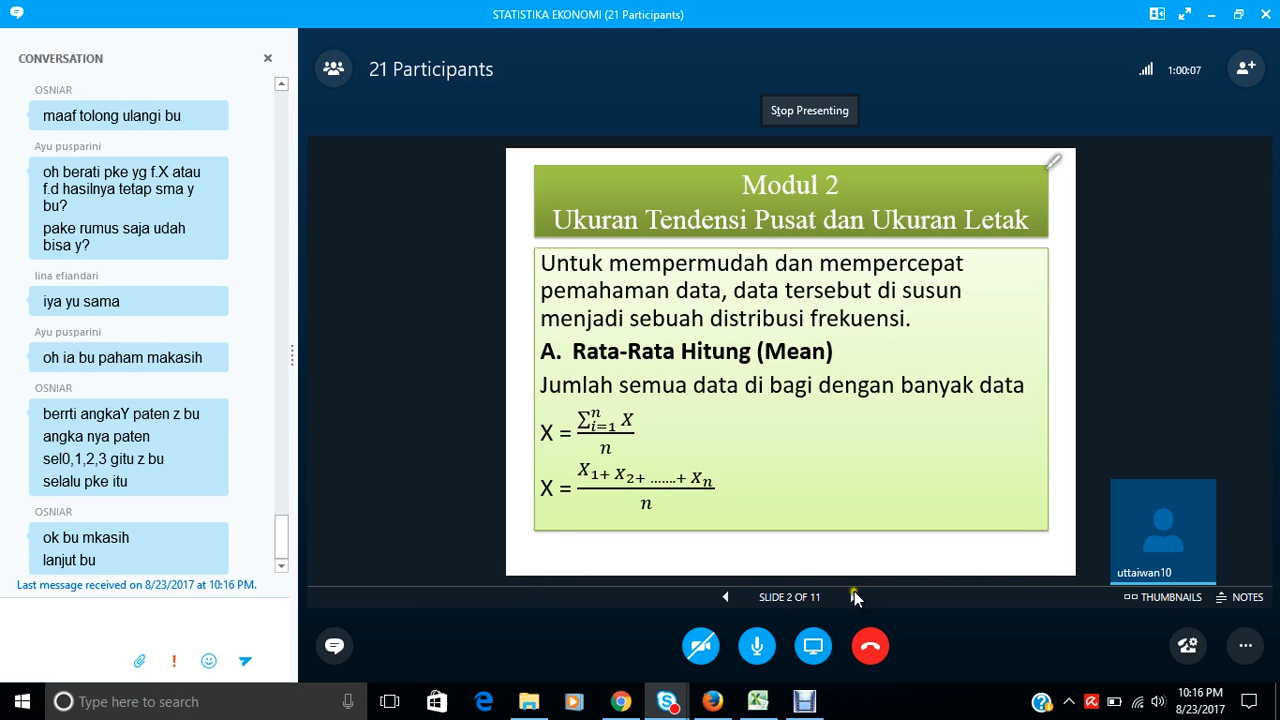 STATISTIKA EKONOMI (21 Participants)
CONVERSATION
OSNIAR
maaf tolong ulangi bu
Ayu pusparini
oh berati pke yg f.X atau
f.d hasilnya tetap sma y
bu?
pake rumus saja udah
bisa y?
lina efiandari
iya yu sama
Ayu pusparini
oh ia bu paham makasih
OSNIAR
berrti angkaY paten z bu
angka nya paten
sel0,1,2,3 gitu z bu
selalu pke itu
OSNIAR
ok bu mkasih
lanjut bu
Last message received on 8/23/2017 at 10:16 PM.
21 Participants
1:00:07
Stop Presenting
Modul 2
Ukuran Tendensi Pusat dan Ukuran Letak
Untuk mempermudah dan mempercepat
pemahaman data, data tersebut di susun
menjadi sebuah distribusi frekuensi.
A. Rata-Rata Hitung (Mean)
Jumlah semua data di bagi dengan banyak data
X = ∑ⁿᵢ₌₁ X / n
X = X₁+ X₂+ .......+ Xₙ / n
uttaiwan10
SLIDE 2 OF 11
THUMBNAILS
NOTES
Type here to search
10:16 PM
8/23/2017